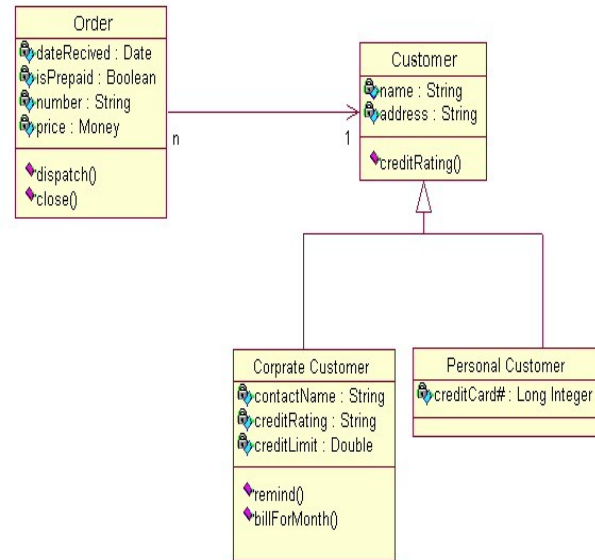 Order
dateRecived : Date
isPrepaid : Boolean
number : String
price : Money
dispatch()
close()
n
1
Customer
name : String
address : String
creditRating()
Corprate Customer
contactName : String
creditRating : String
creditLimit : Double
remind()
billForMonth()
Personal Customer
creditCard# : Long Integer